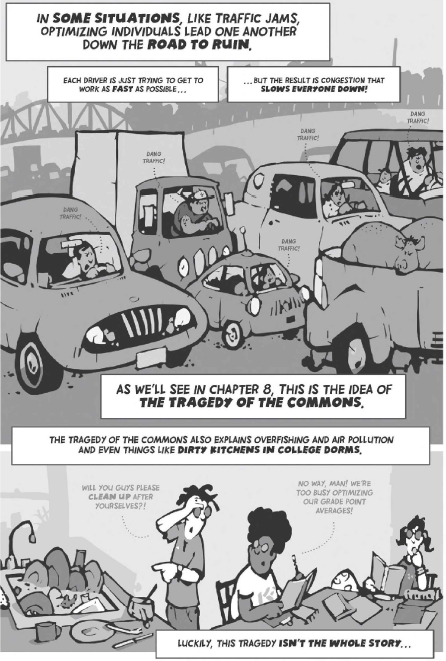 IN SOME SITUATIONS, LIKE TRAFFIC JAMS,
OPTIMIZING INDIVIDUALS LEAD ONE ANOTHER
DOWN THE ROAD TO RUIN.
EACH DRIVER IS JUST TRYING TO GET TO
WORK AS FAST AS POSSIBLE...
...BUT THE RESULT IS CONGESTION THAT
SLOWS EVERYONE DOWN!
DANG
TRAFFIC!
DANG
TRAFFIC!
DANG
TRAFFIC!
DANG
TRAFFIC!
DANG
TRAFFIC!
AS WE'LL SEE IN CHAPTER 8, THIS IS THE IDEA OF
THE TRAGEDY OF THE COMMONS.
THE TRAGEDY OF THE COMMONS ALSO EXPLAINS OVERFISHING AND AIR POLLUTION
AND EVEN THINGS LIKE DIRTY KITCHENS IN COLLEGE DORMS.
WILL YOU GUYS PLEASE
CLEAN UP AFTER
YOURSELVES?!
NO WAY, MAN! WE'RE
TOO BUSY OPTIMIZING
OUR GRADE POINT
AVERAGES!
LUCKILY, THIS TRAGEDY ISN'T THE WHOLE STORY...